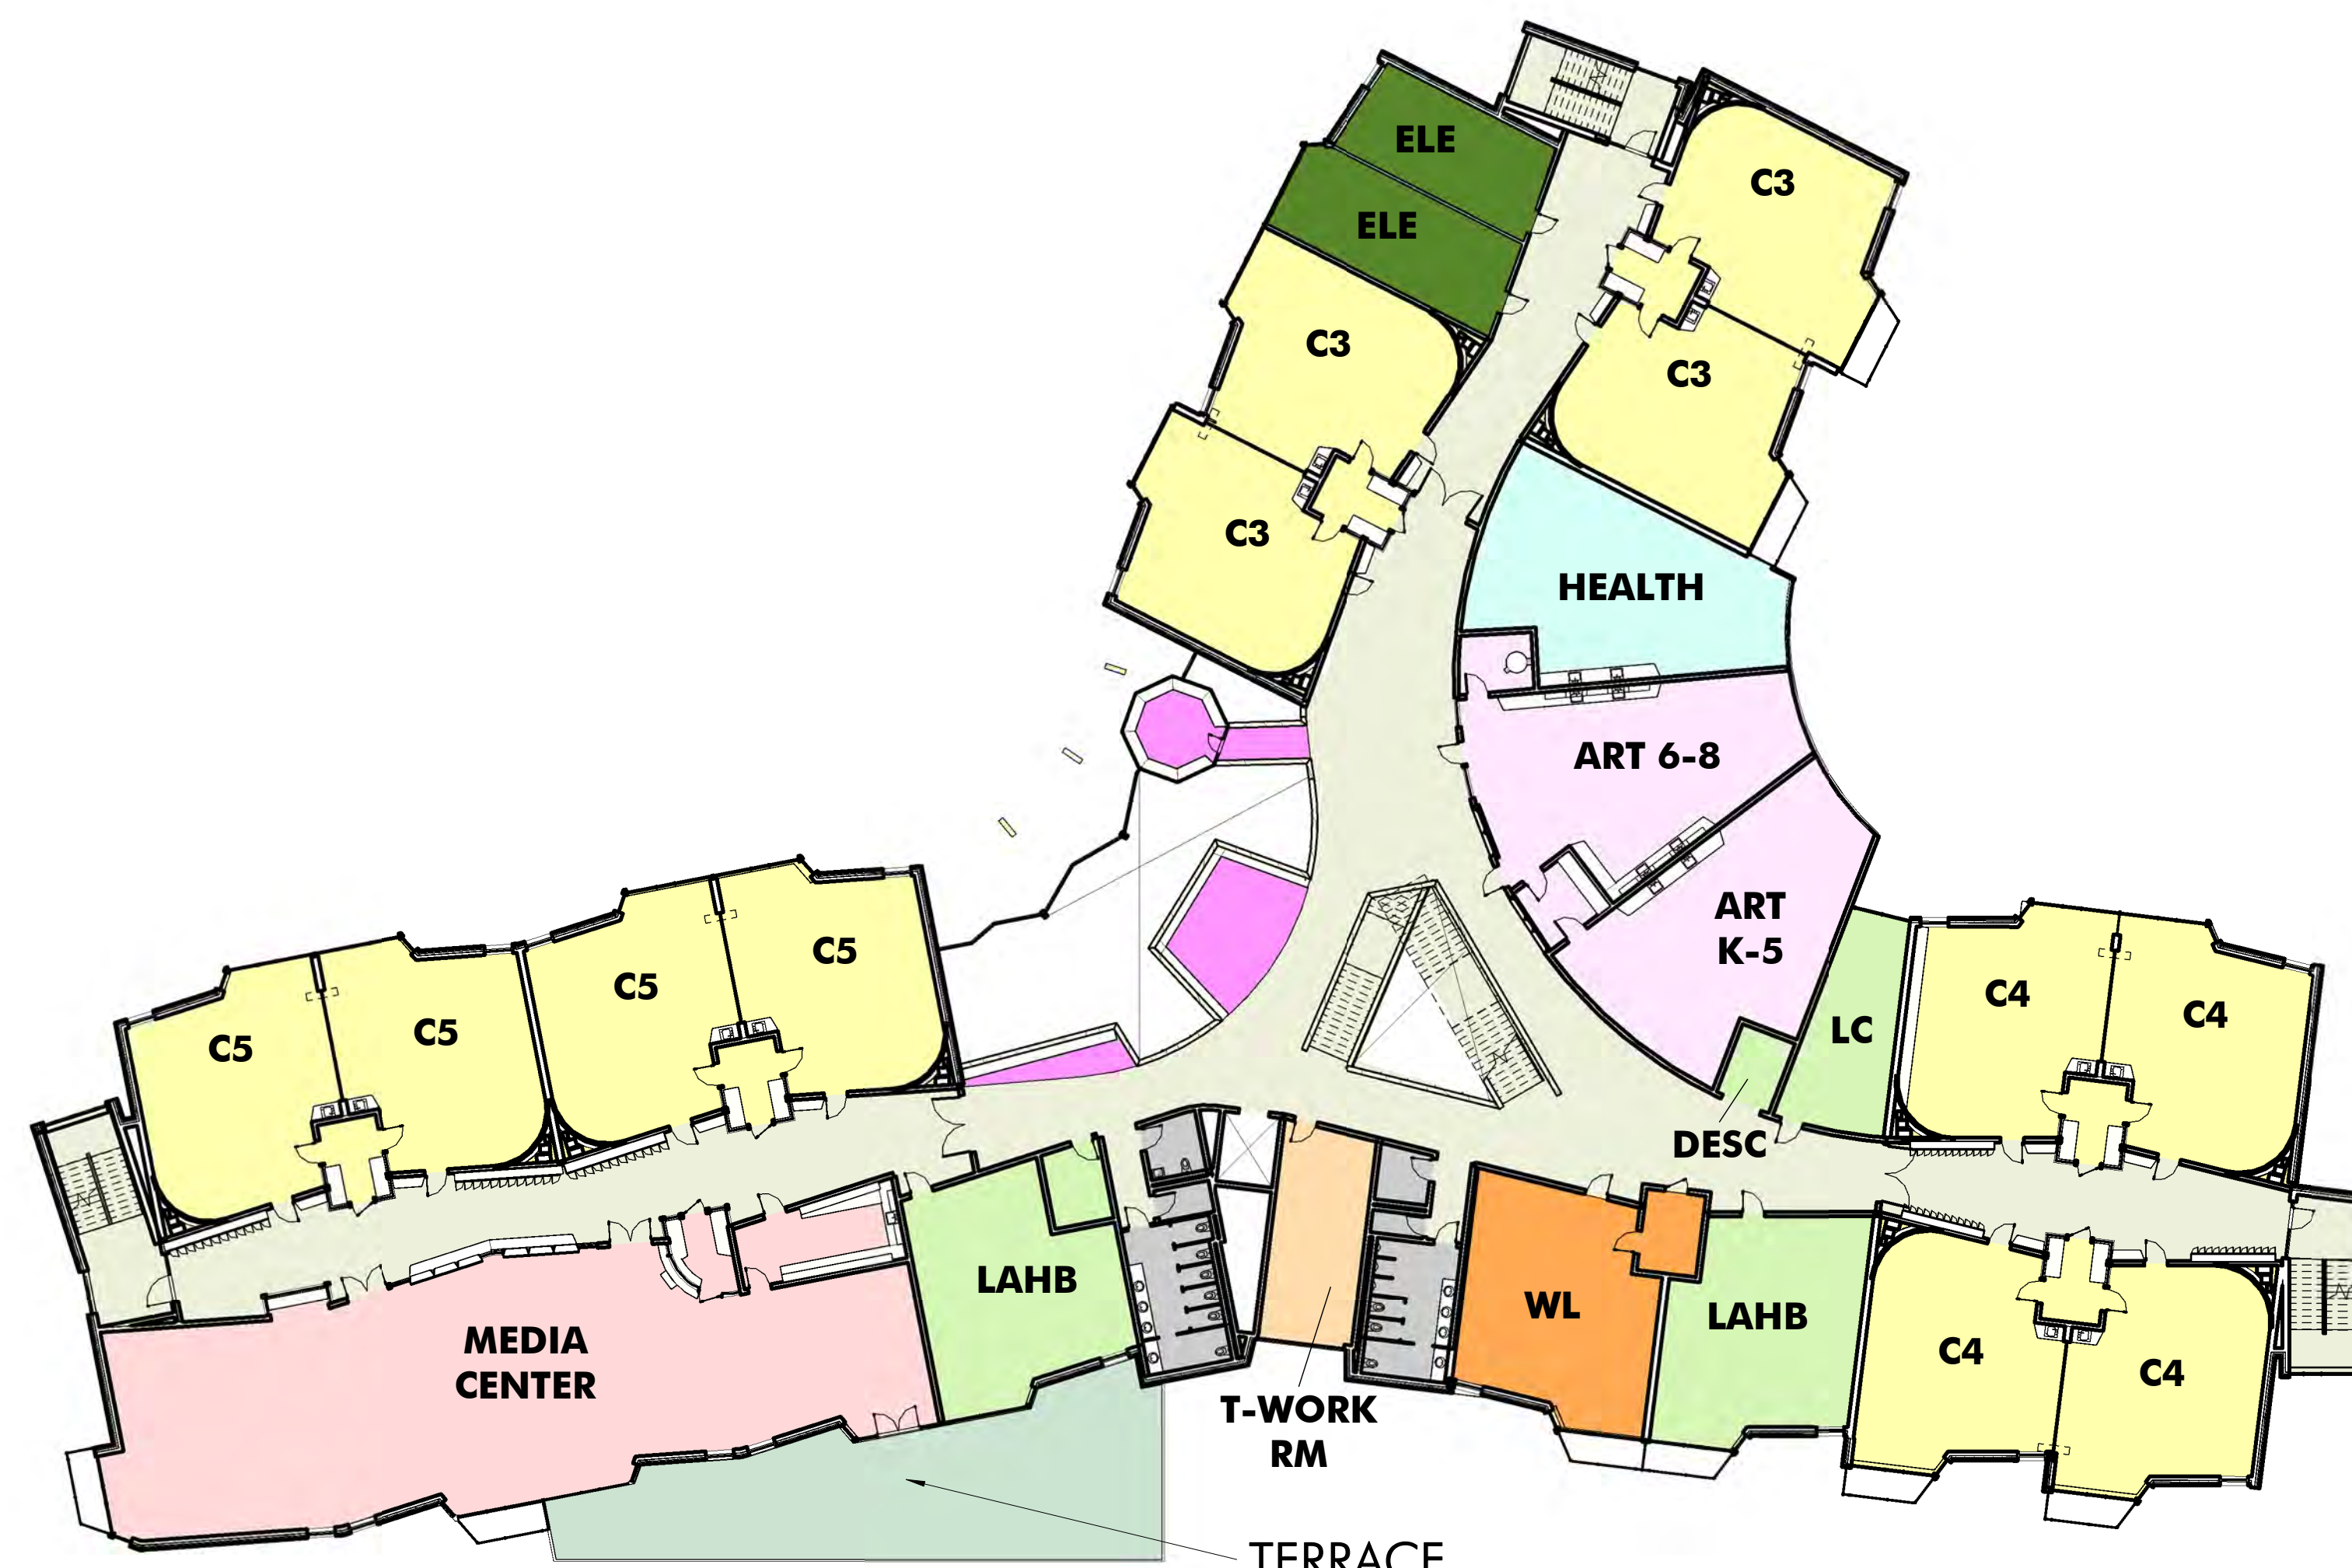 ELE
C3
ELE
C3
C3
C3
HEALTH
ART 6-8
ART
K-5
C5
C5
C5
C5
C4
C4
LC
DESC
LAHB
WL
LAHB
MEDIA
CENTER
C4
C4
T-WORK
RM
TERRACE